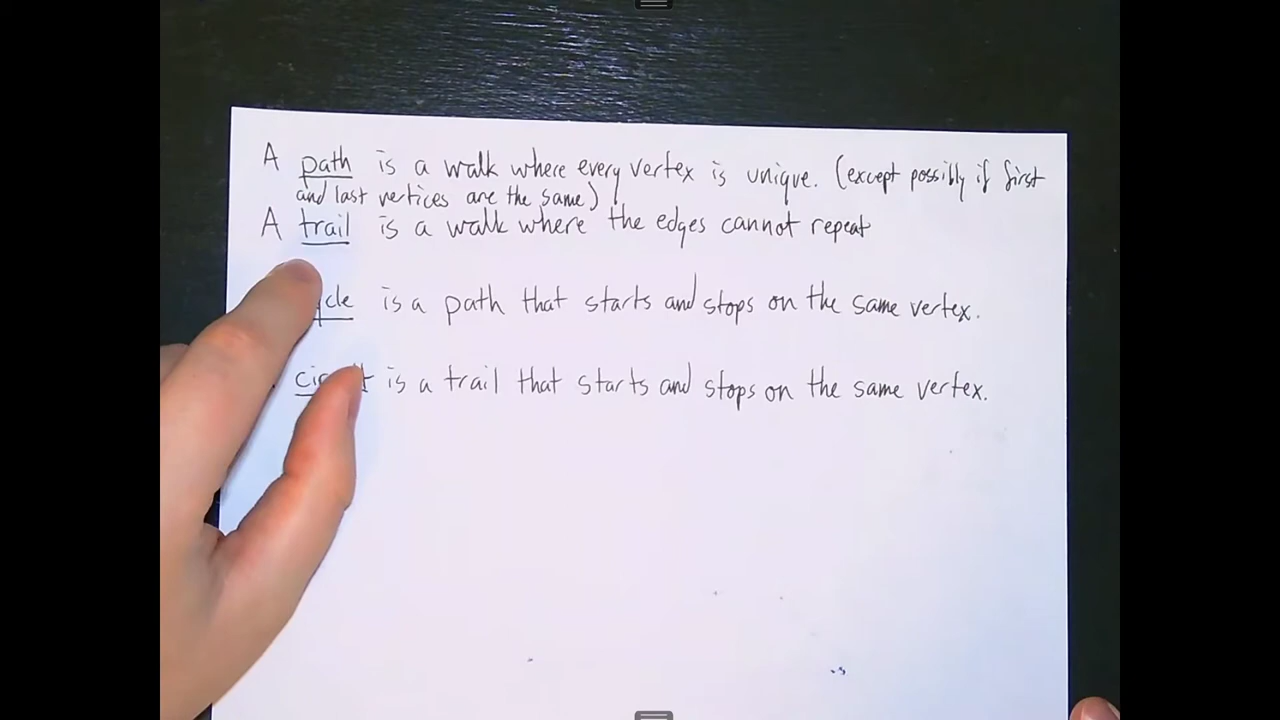 A path is a walk where every vertex is unique. (except possibly if first
and last vertices are the same)
A trail is a walk where the edges cannot repeat
is a path that starts and stops on the same vertex.
is a trail that starts and stops on the same vertex.